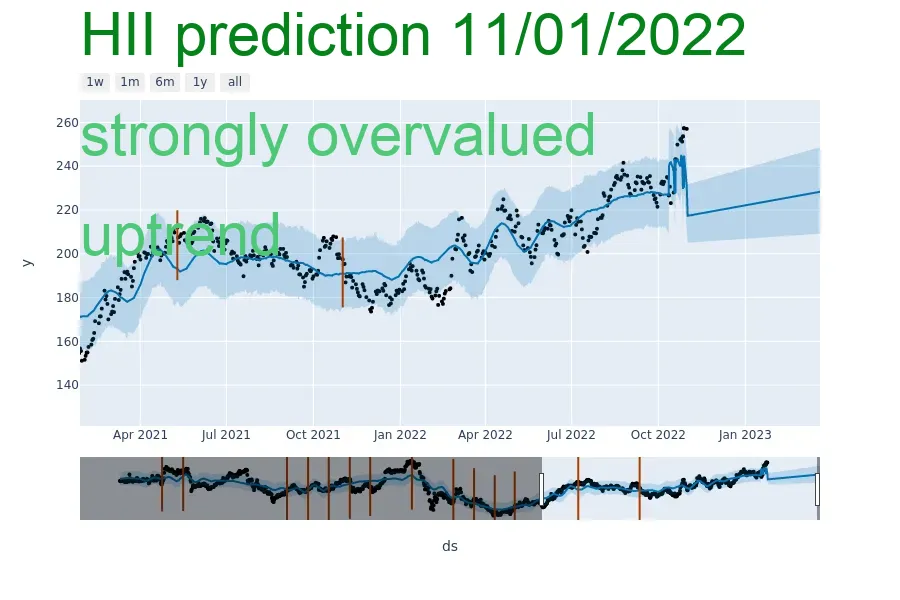 HII prediction 11/01/2022
1w 1m 6m 1y all
strongly overvalued
uptrend
260
240
220
200
180
160
140
y
Apr 2021 Jul 2021 Oct 2021 Jan 2022 Apr 2022 Jul 2022 Oct 2022 Jan 2023
ds